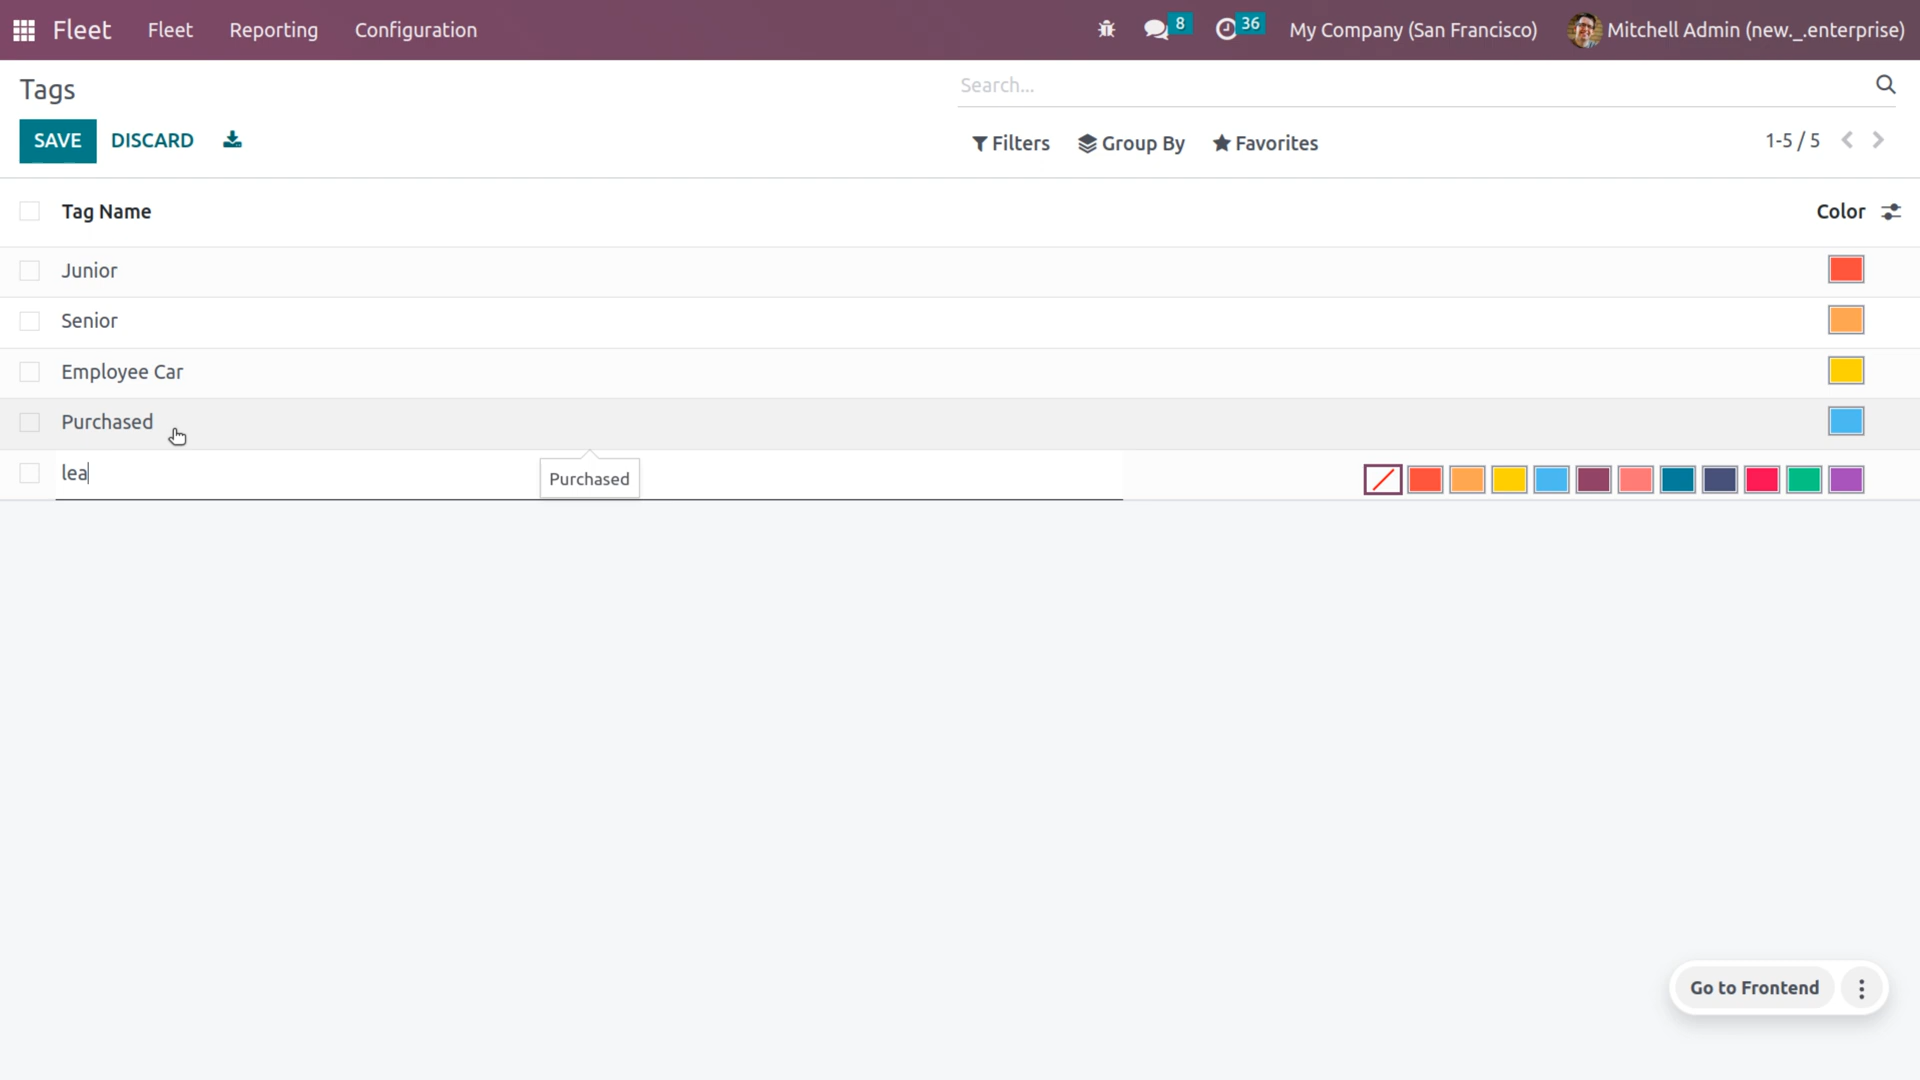 Fleet Fleet Reporting Configuration 8 36 My Company (San Francisco) Mitchell Admin (new._.enterprise)
Tags Search...
SAVE DISCARD Filters Group By Favorites 1-5 / 5
Tag Name Color
Junior
Senior
Employee Car
Purchased
lea Purchased
Go to Frontend